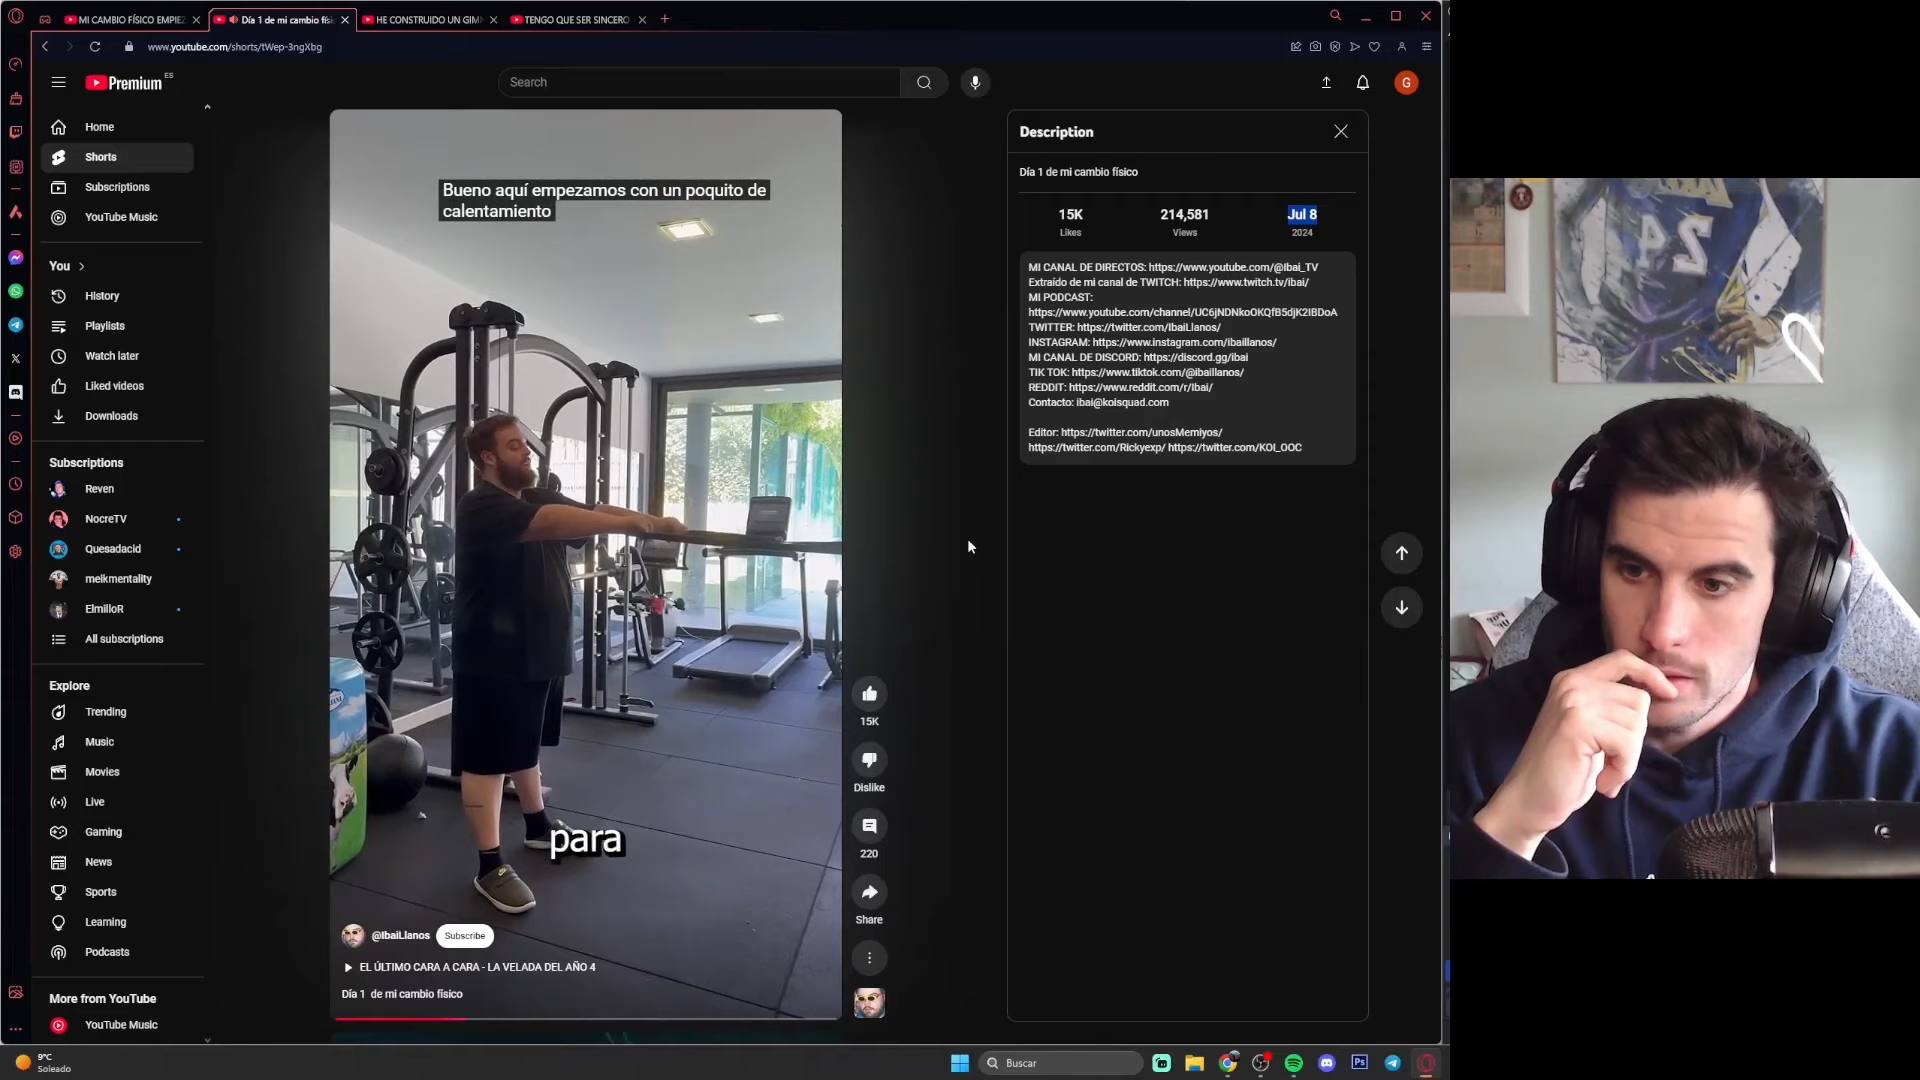 MI CAMBIO FÍSICO EMPIEZ
Día 1 de mi cambio físi
HE CONSTRUIDO UN GIM
TENGO QUE SER SINCERO
www.youtube.com/shorts/tWep-3ngXbg
Premium
ES
Search
G
Home
Shorts
Subscriptions
YouTube Music
You
History
Playlists
Watch later
Liked videos
Downloads
Subscriptions
Reven
NocreTV
Quesadacid
meikmentality
ElmilloR
All subscriptions
Explore
Trending
Music
Movies
Live
Gaming
News
Sports
Learning
Podcasts
More from YouTube
YouTube Music
Bueno aquí empezamos con un poquito de
calentamiento
para
@IbaiLlanos
Subscribe
EL ÚLTIMO CARA A CARA - LA VELADA DEL AÑO 4
Día 1 de mi cambio físico
15K
Dislike
220
Share
Description
Día 1 de mi cambio físico
15K
214,581
Jul 8
Likes
Views
2024
MI CANAL DE DIRECTOS: https://www.youtube.com/@Ibai_TV
Extraído de mi canal de TWITCH: https://www.twitch.tv/ibai/
MI PODCAST:
https://www.youtube.com/channel/UC6jNDNkoOKQfB5djK2IBDoA
TWITTER: https://twitter.com/IbaiLlanos/
INSTAGRAM: https://www.instagram.com/ibaillanos/
MI CANAL DE DISCORD: https://discord.gg/ibai
TIK TOK: https://www.tiktok.com/@ibaillanos/
REDDIT: https://www.reddit.com/r/Ibai/
Contacto: ibai@koisquad.com
Editor: https://twitter.com/unosMemiyos/
https://twitter.com/Rickyexp/ https://twitter.com/KOI_OOC
24
9°C
Soleado
Buscar
Ps